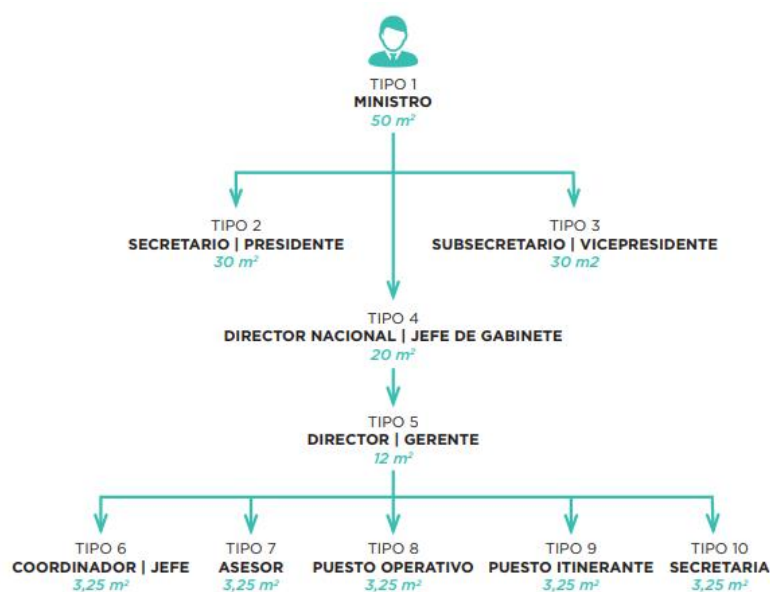 TIPO 1
MINISTRO
50 m²
TIPO 2
SECRETARIO | PRESIDENTE
30 m²
TIPO 3
SUBSECRETARIO | VICEPRESIDENTE
30 m2
TIPO 4
DIRECTOR NACIONAL | JEFE DE GABINETE
20 m²
TIPO 5
DIRECTOR | GERENTE
12 m²
TIPO 6
COORDINADOR | JEFE
3,25 m²
TIPO 7
ASESOR
3,25 m²
TIPO 8
PUESTO OPERATIVO
3,25 m²
TIPO 9
PUESTO ITINERANTE
3,25 m²
TIPO 10
SECRETARIA
3,25 m²